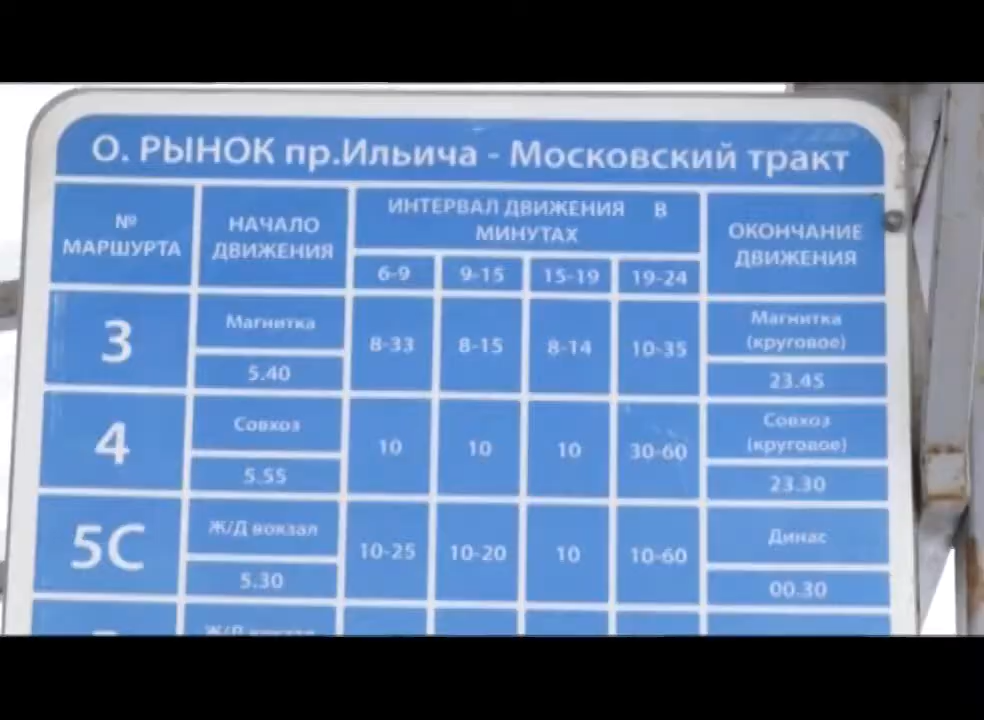 О. РЫНОК пр.Ильича - Московский тракт
№ МАРШУРТА
НАЧАЛО ДВИЖЕНИЯ
ИНТЕРВАЛ ДВИЖЕНИЯ В МИНУТАХ
ОКОНЧАНИЕ ДВИЖЕНИЯ
6-9 9-15 15-19 19-24
3
Магнитка
5.40
8-33 8-15 8-14 10-35
Магнитка (круговое)
23.45
4
Совхоз
5.55
10 10 10 30-60
Совхоз (круговое)
23.30
5С
Ж/Д вокзал
5.30
10-25 10-20 10 10-60
Динас
00.30
Ж/Д вокзал